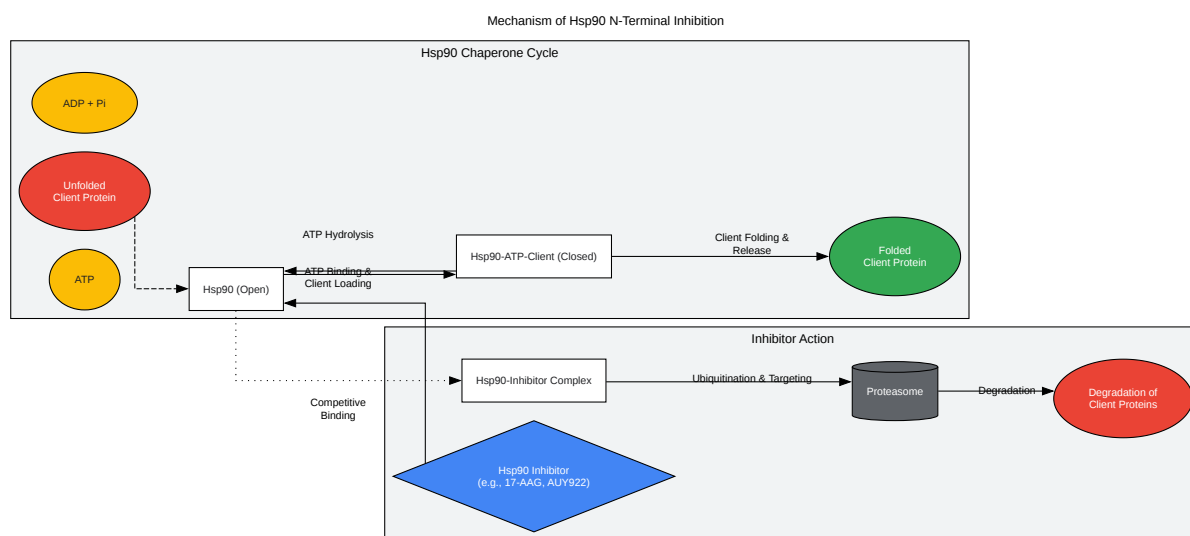 Mechanism of Hsp90 N-Terminal Inhibition
Hsp90 Chaperone Cycle
ADP + Pi
Unfolded
Client Protein
ATP
Hsp90 (Open)
ATP Hydrolysis
ATP Binding &
Client Loading
Hsp90-ATP-Client (Closed)
Client Folding &
Release
Folded
Client Protein
Inhibitor Action
Competitive
Binding
Hsp90-Inhibitor Complex
Ubiquitination & Targeting
Proteasome
Degradation
Degradation of
Client Proteins
Hsp90 Inhibitor
(e.g., 17-AAG, AUY922)